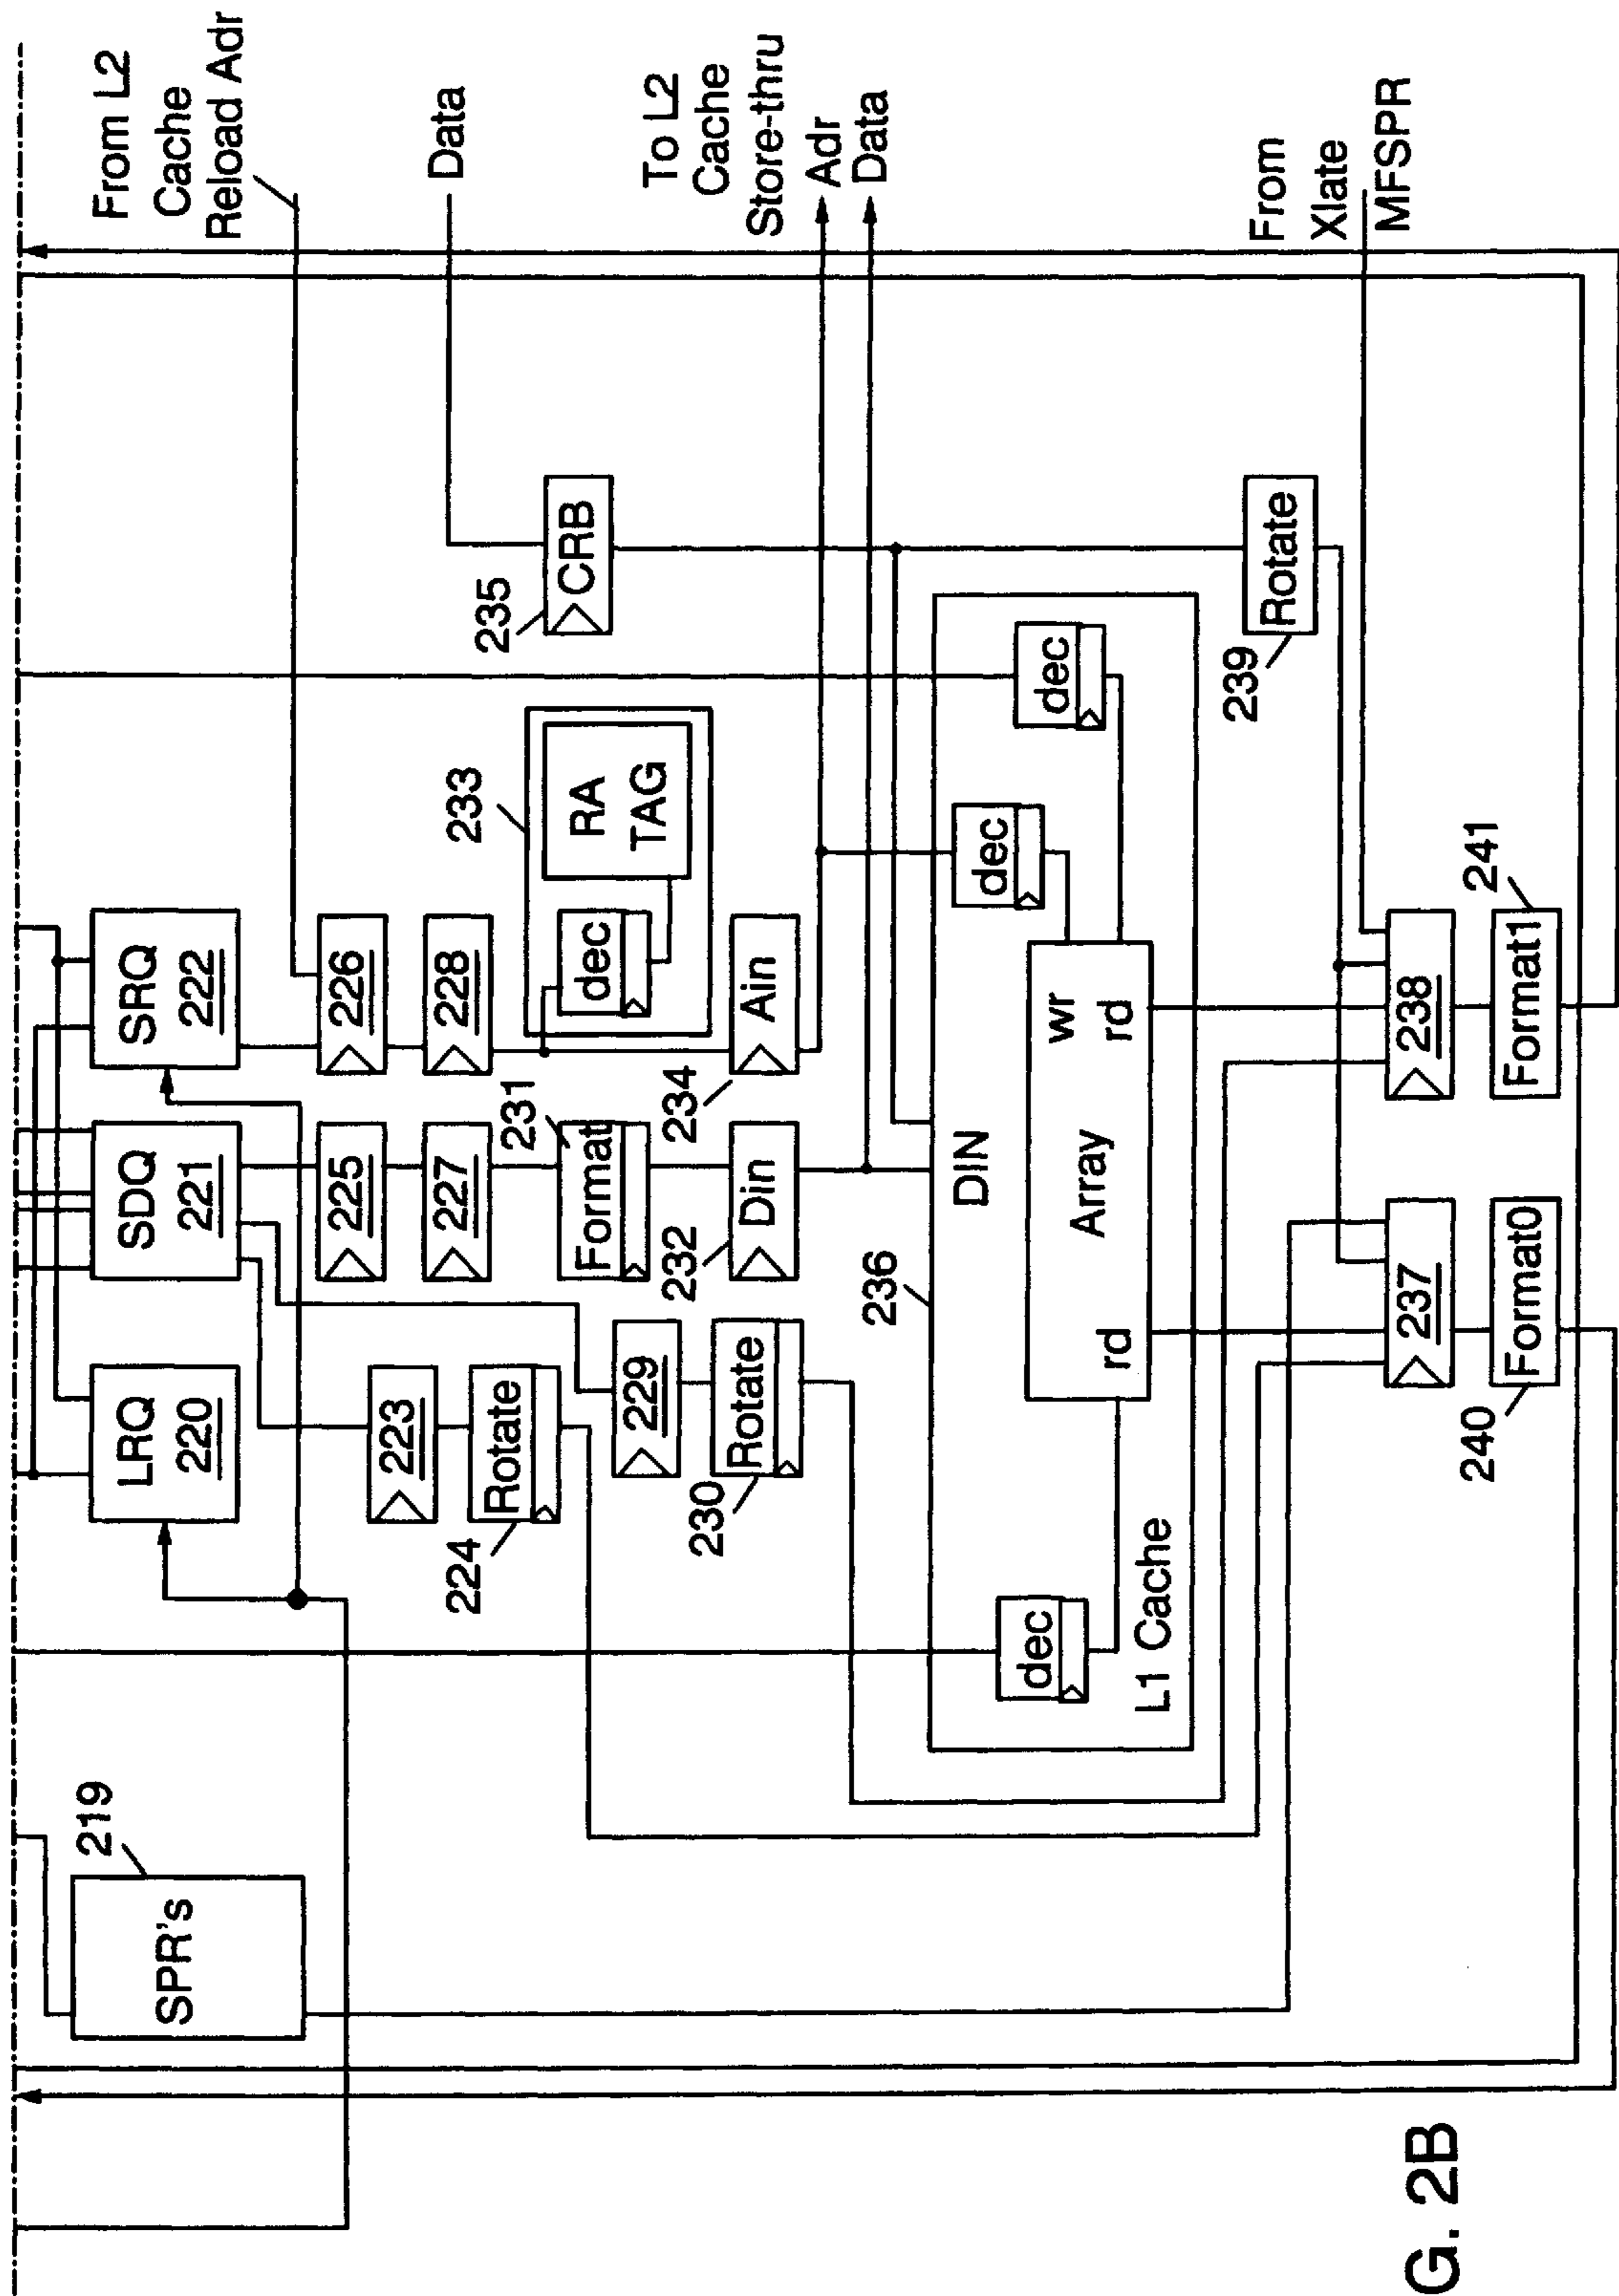 From L2
Cache
Reload Adr
Data
To L2
Cache
Store-thru
Adr
Data
From
Xlate
MFSPR
SPR's
219
LRQ
220
SDQ
221
SRQ
222
223
Rotate
224
225
226
227
228
229
Rotate
230
Format
231
Din
232
233
dec
RA
TAG
Ain
234
CRB
235
236
DIN
dec
dec
dec
Array
wr
rd
rd
L1 Cache
Rotate
239
237
238
Format0
240
Format1
241
G. 2B